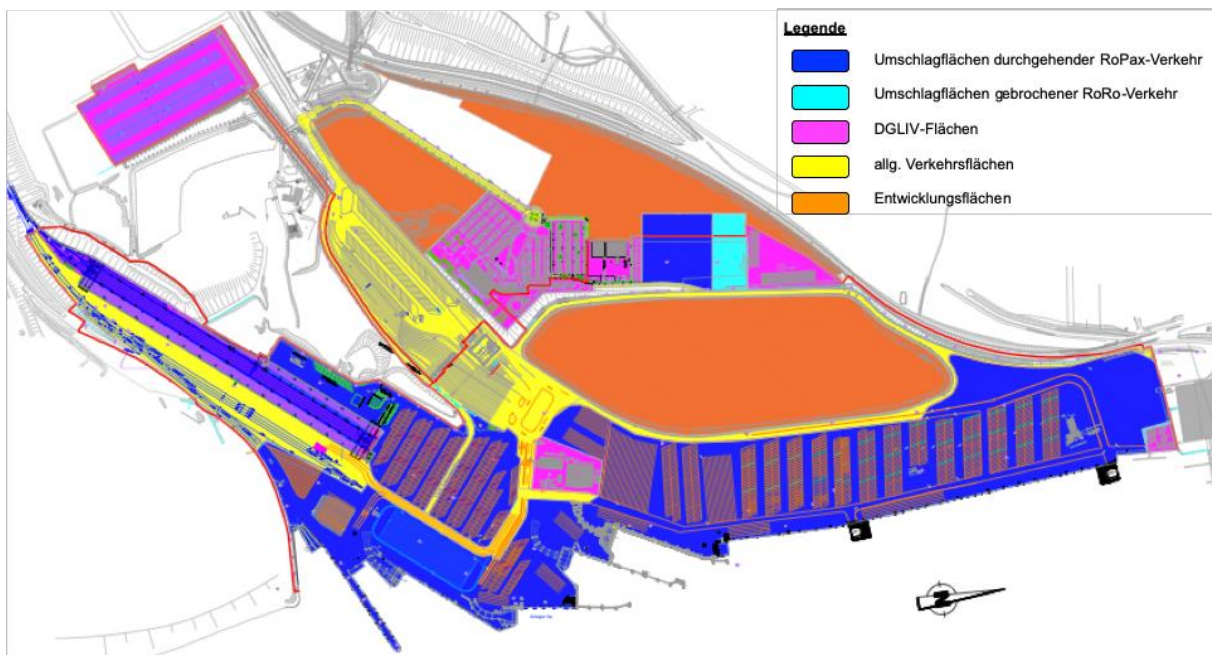 Legende
Umschlagflächen durchgehender RoPax-Verkehr
Umschlagflächen gebrochener RoRo-Verkehr
DGLIV-Flächen
allg. Verkehrsflächen
Entwicklungsflächen
N